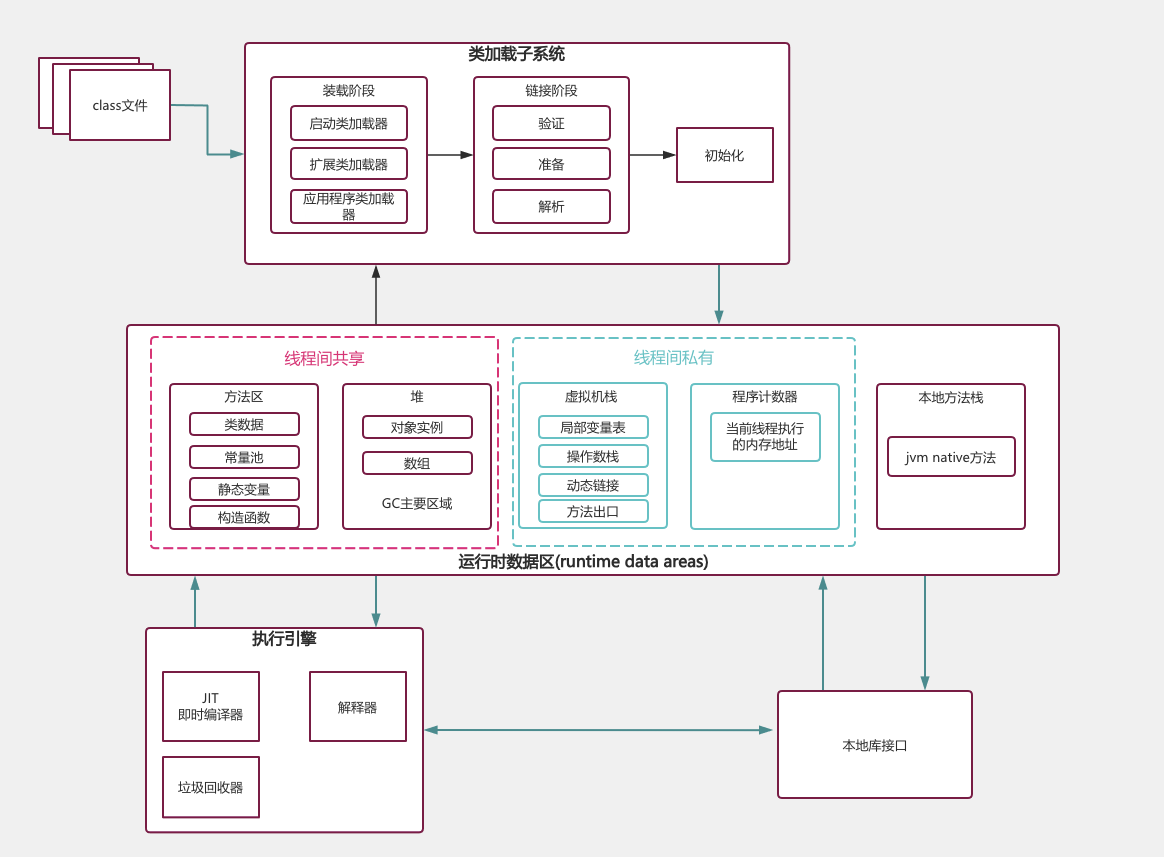 类加载子系统
class文件
装载阶段
启动类加载器
扩展类加载器
应用程序类加载
器
链接阶段
验证
准备
解析
初始化
线程间共享
方法区
类数据
常量池
静态变量
构造函数
堆
对象实例
数组
GC主要区域
线程间私有
虚拟机栈
局部变量表
操作数栈
动态链接
方法出口
程序计数器
当前线程执行
的内存地址
本地方法栈
jvm native方法
运行时数据区(runtime data areas)
执行引擎
JIT
即时编译器
解释器
垃圾回收器
本地库接口